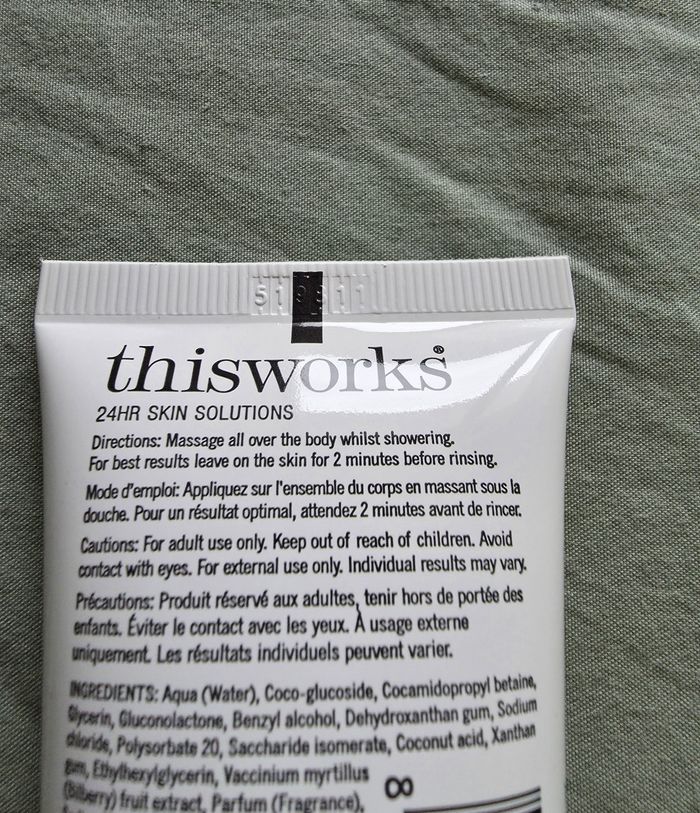 thisworks®
24HR SKIN SOLUTIONS
Directions: Massage all over the body whilst showering.
For best results leave on the skin for 2 minutes before rinsing.
Mode d'emploi: Appliquez sur l'ensemble du corps en massant sous la
douche. Pour un résultat optimal, attendez 2 minutes avant de rincer.
Cautions: For adult use only. Keep out of reach of children. Avoid
contact with eyes. For external use only. Individual results may vary.
Précautions: Produit réservé aux adultes, tenir hors de portée des
enfants. Éviter le contact avec les yeux. À usage externe
uniquement. Les résultats individuels peuvent varier.
INGREDIENTS: Aqua (Water), Coco-glucoside, Cocamidopropyl betaine,
Glycerin, Gluconolactone, Benzyl alcohol, Dehydroxanthan gum, Sodium
chloride, Polysorbate 20, Saccharide isomerate, Coconut acid, Xanthan
gum, Ethylhexylglycerin, Vaccinium myrtillus
(Bilberry) fruit extract, Parfum (Fragrance),
8